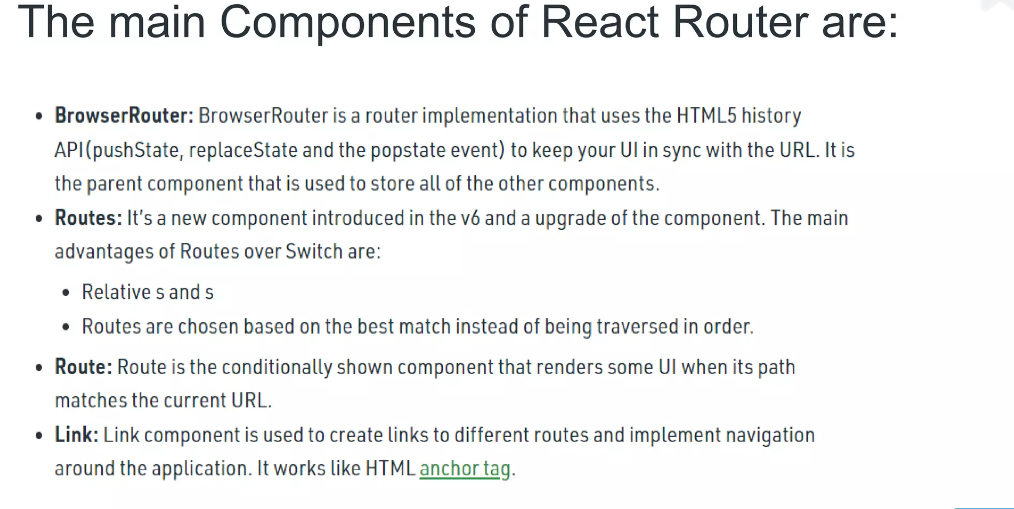 The main Components of React Router are:
• BrowserRouter: BrowserRouter is a router implementation that uses the HTML5 history
API(pushState, replaceState and the popstate event) to keep your UI in sync with the URL. It is
the parent component that is used to store all of the other components.
• Routes: It's a new component introduced in the v6 and a upgrade of the component. The main
advantages of Routes over Switch are:
• Relative s and s
• Routes are chosen based on the best match instead of being traversed in order.
• Route: Route is the conditionally shown component that renders some UI when its path
matches the current URL.
• Link: Link component is used to create links to different routes and implement navigation
around the application. It works like HTML anchor tag.